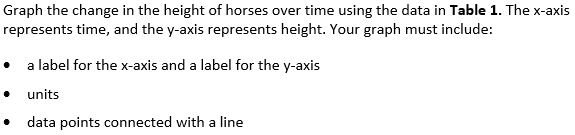 Graph the change in the height of horses over time using the data in Table 1. The x-axis
represents time, and the y-axis represents height. Your graph must include:
• a label for the x-axis and a label for the y-axis
• units
• data points connected with a line